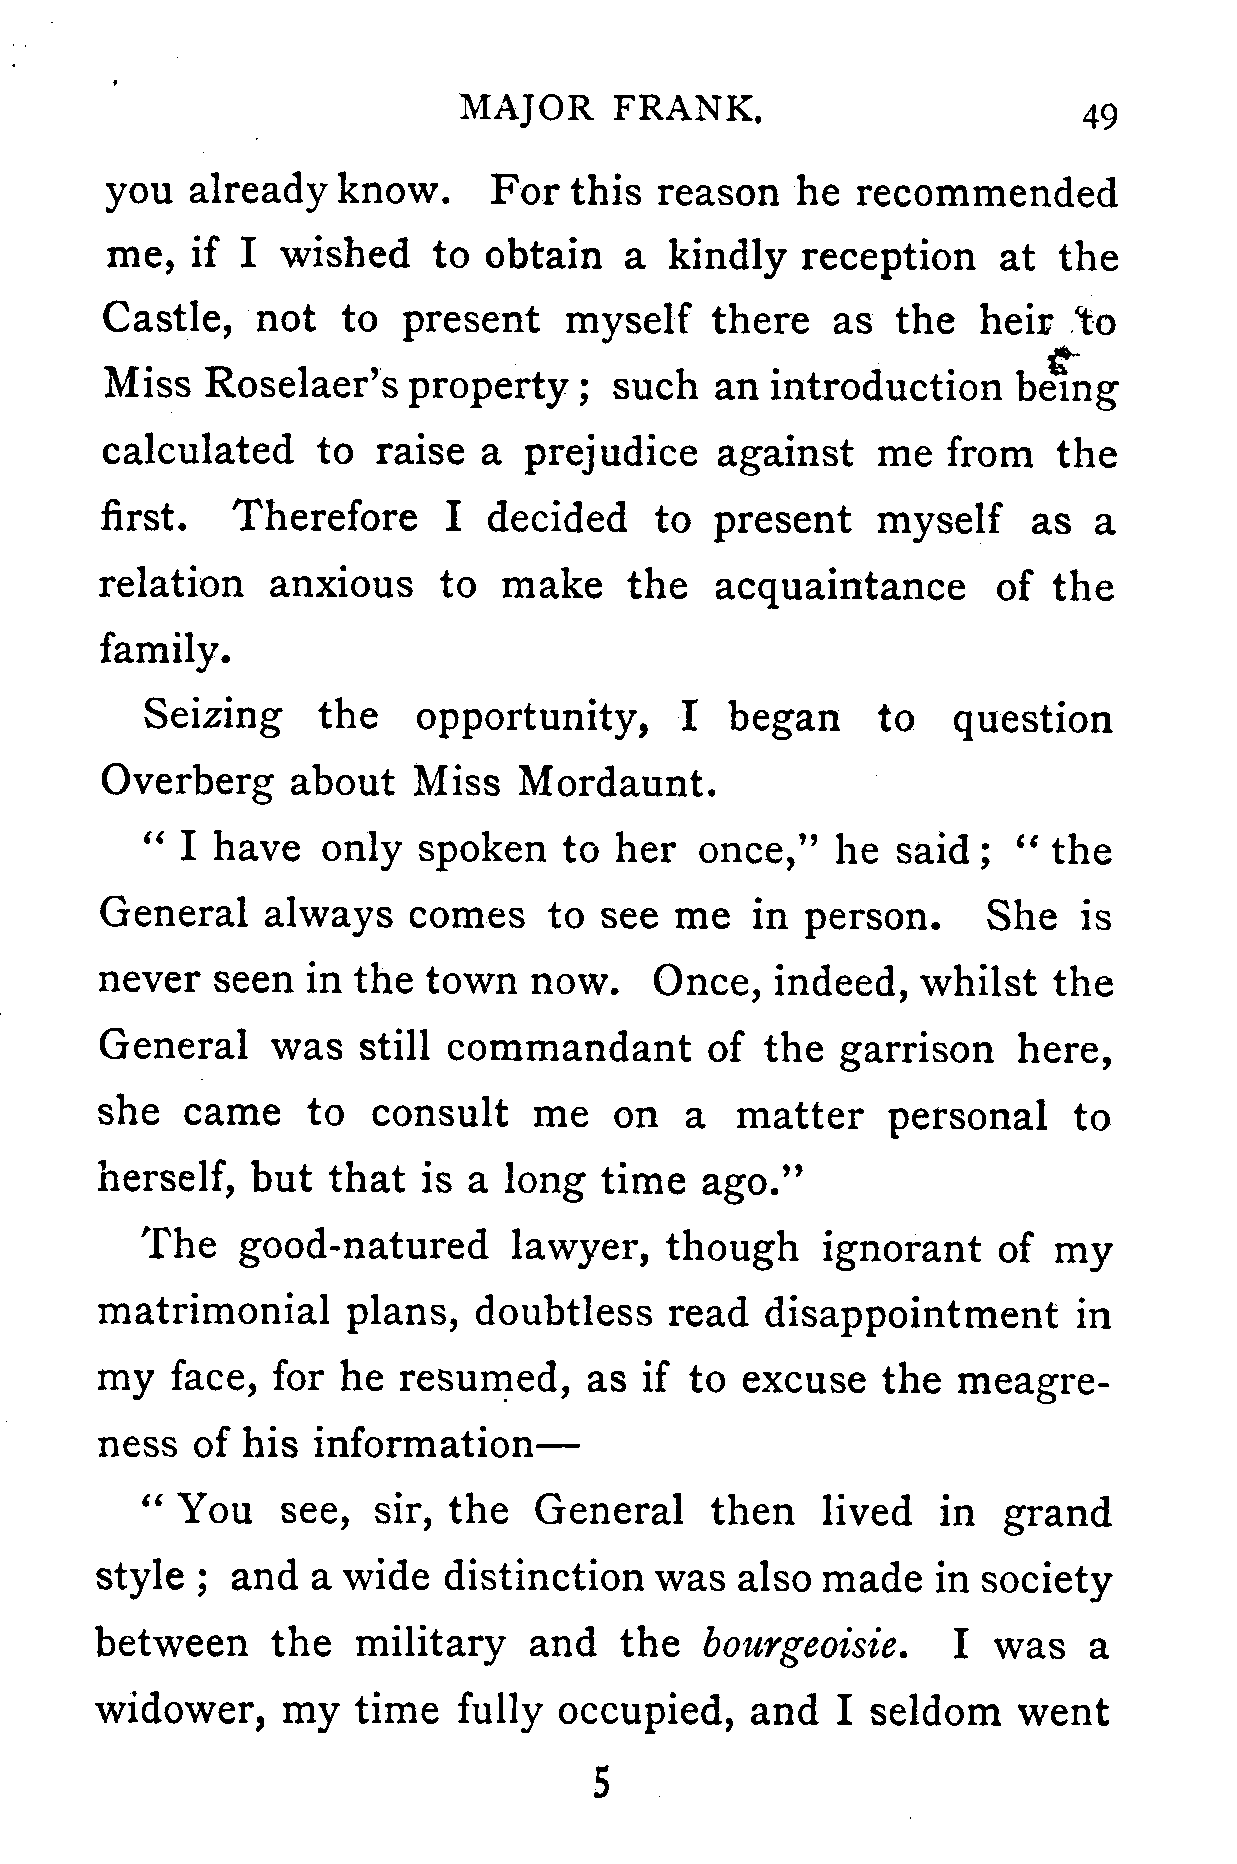 MAJOR FRANK. 49
you already know. For this reason he recommended
me, if I wished to obtain a kindly reception at the
Castle, not to present myself there as the heir to
Miss Roselaer's property ; such an introduction being
calculated to raise a prejudice against me from the
first. Therefore I decided to present myself as a
relation anxious to make the acquaintance of the
family.
Seizing the opportunity, I began to question
Overberg about Miss Mordaunt.
“ I have only spoken to her once,” he said ; “ the
General always comes to see me in person. She is
never seen in the town now. Once, indeed, whilst the
General was still commandant of the garrison here,
she came to consult me on a matter personal to
herself, but that is a long time ago.”
The good-natured lawyer, though ignorant of my
matrimonial plans, doubtless read disappointment in
my face, for he resumed, as if to excuse the meagre-
ness of his information—
“ You see, sir, the General then lived in grand
style ; and a wide distinction was also made in society
between the military and the bourgeoisie. I was a
widower, my time fully occupied, and I seldom went
5